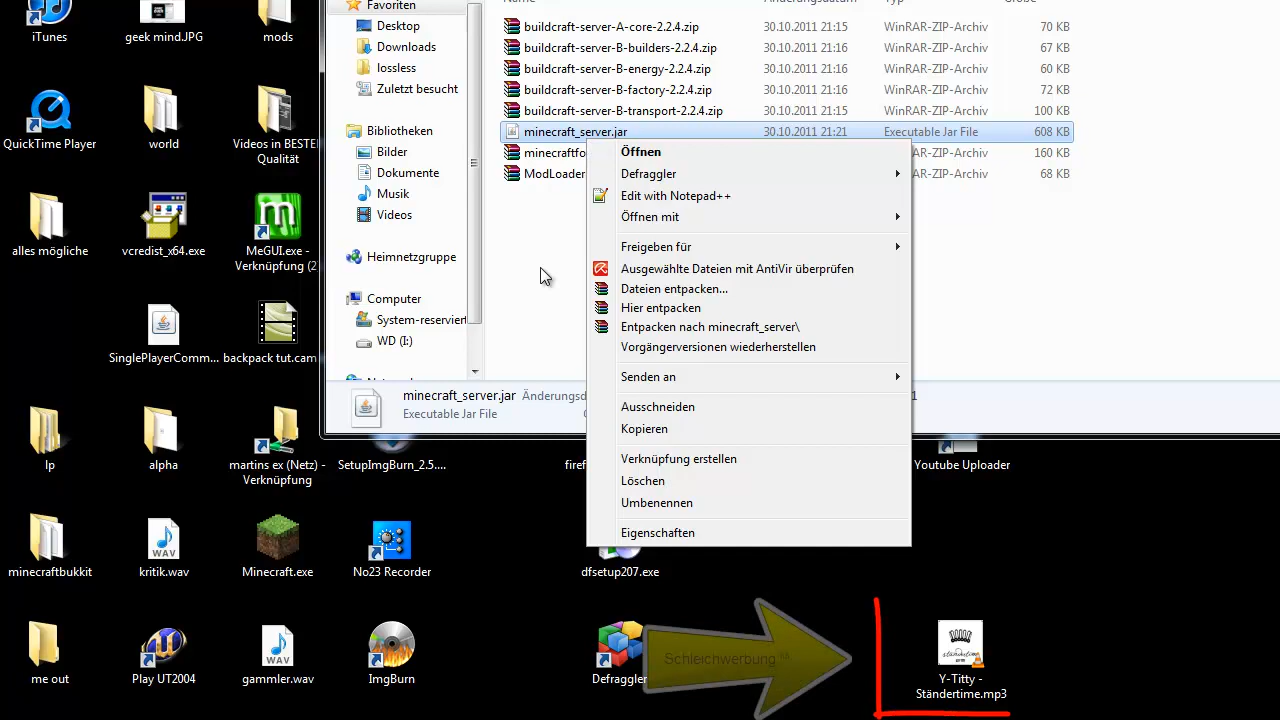 iTunes
geek mind.JPG
mods
QuickTime Player
world
Videos in BESTE
Qualität
alles mögliche
vcredist_x64.exe
MeGUI.exe -
Verknüpfung (2
SinglePlayerComm...
backpack tut.cam
lp
alpha
martins ex (Netz) -
Verknüpfung
SetupImgBurn_2.5....
Youtube Uploader
minecraftbukkit
kritik.wav
Minecraft.exe
No23 Recorder
dfsetup207.exe
me out
Play UT2004
gammler.wav
ImgBurn
Defraggler
Schleichwerbung
Y-Titty -
Ständertime.mp3
Favoriten
Desktop
Downloads
lossless
Zuletzt besucht
Bibliotheken
Bilder
Dokumente
Musik
Videos
Heimnetzgruppe
Computer
System-reserviert
WD (I:)
buildcraft-server-A-core-2.2.4.zip 30.10.2011 21:15 WinRAR-ZIP-Archiv 70 KB
buildcraft-server-B-builders-2.2.4.zip 30.10.2011 21:16 WinRAR-ZIP-Archiv 67 KB
buildcraft-server-B-energy-2.2.4.zip 30.10.2011 21:16 WinRAR-ZIP-Archiv 60 KB
buildcraft-server-B-factory-2.2.4.zip 30.10.2011 21:16 WinRAR-ZIP-Archiv 72 KB
buildcraft-server-B-transport-2.2.4.zip 30.10.2011 21:15 WinRAR-ZIP-Archiv 100 KB
minecraft_server.jar 30.10.2011 21:21 Executable Jar File 608 KB
minecraftfo AR-ZIP-Archiv 160 KB
ModLoader AR-ZIP-Archiv 68 KB
Öffnen
Defraggler
Edit with Notepad++
Öffnen mit
Freigeben für
Ausgewählte Dateien mit AntiVir überprüfen
Dateien entpacken...
Hier entpacken
Entpacken nach minecraft_server\
Vorgängerversionen wiederherstellen
Senden an
Ausschneiden
Kopieren
Verknüpfung erstellen
Löschen
Umbenennen
Eigenschaften
minecraft_server.jar Änderungsd
Executable Jar File